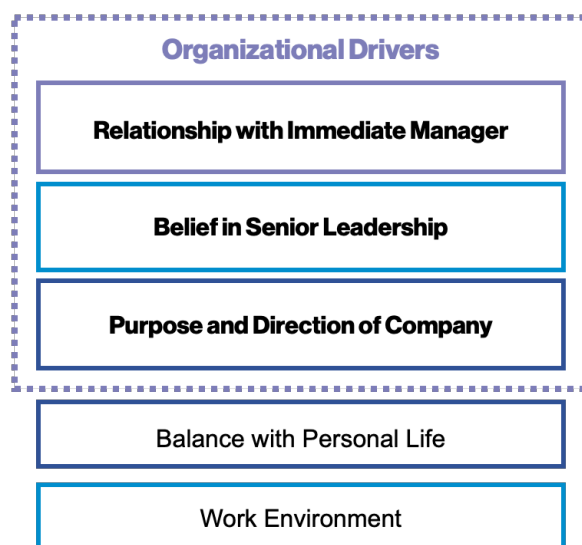 Organizational Drivers
Relationship with Immediate Manager
Belief in Senior Leadership
Purpose and Direction of Company
Balance with Personal Life
Work Environment